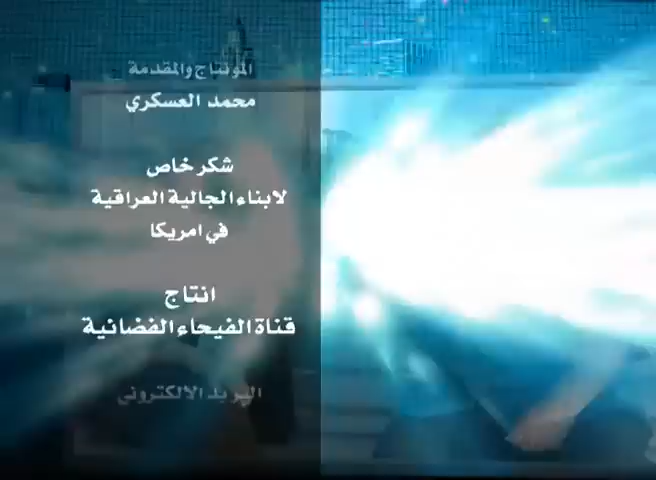 المونتاج والمقدمة
محمد العسكري
شكر خاص
لابناء الجالية العراقية
في امريكا
انتاج
قناة الفيحاء الفضائية
البريد الالكتروني